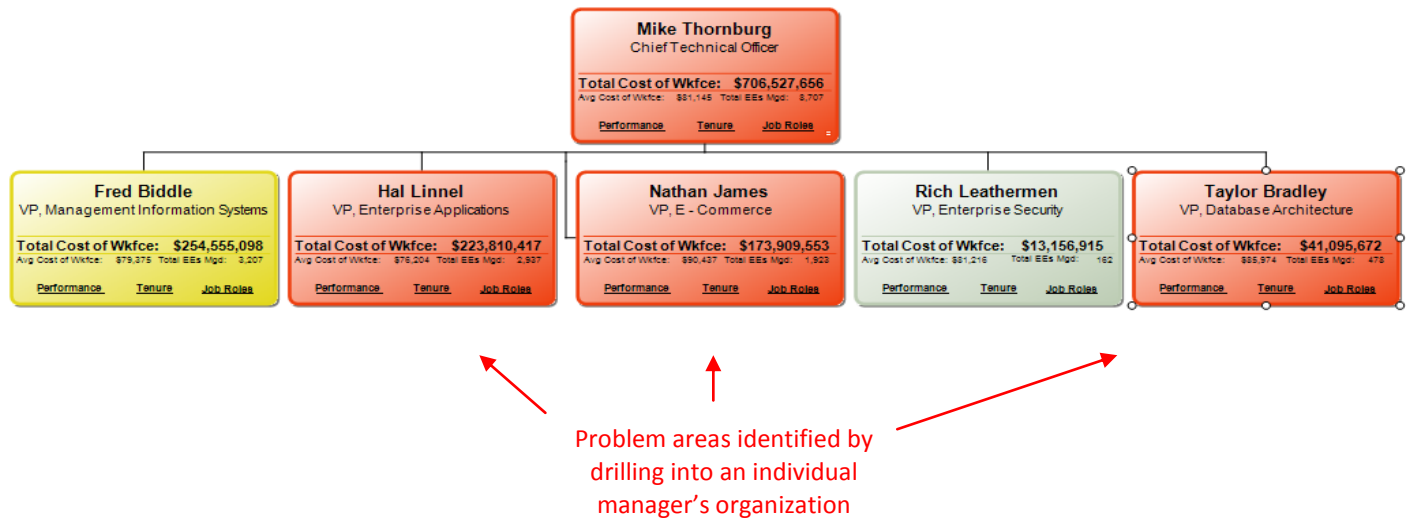 Mike Thornburg
Chief Technical Officer
Total Cost of Wkfce: $706,527,656
Avg Cost of Wkfce: $81,145 Total EEs Mgd: 8,707
Performance Tenure Job Roles
Fred Biddle
VP, Management Information Systems
Total Cost of Wkfce: $254,555,098
Avg Cost of Wkfce: $79,375 Total EEs Mgd: 3,207
Performance Tenure Job Roles
Hal Linnel
VP, Enterprise Applications
Total Cost of Wkfce: $223,810,417
Avg Cost of Wkfce: $76,204 Total EEs Mgd: 2,937
Performance Tenure Job Roles
Nathan James
VP, E - Commerce
Total Cost of Wkfce: $173,909,553
Avg Cost of Wkfce: $90,437 Total EEs Mgd: 1,923
Performance Tenure Job Roles
Rich Leathermen
VP, Enterprise Security
Total Cost of Wkfce: $13,156,915
Avg Cost of Wkfce: $81,216 Total EEs Mgd: 162
Performance Tenure Job Roles
Taylor Bradley
VP, Database Architecture
Total Cost of Wkfce: $41,095,672
Avg Cost of Wkfce: $85,974 Total EEs Mgd: 478
Performance Tenure Job Roles
Problem areas identified by
drilling into an individual
manager’s organization